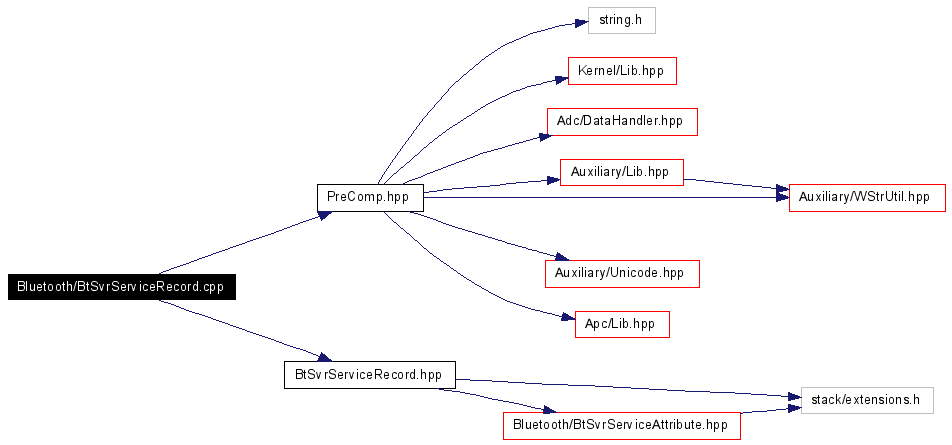 string.h
Kernel/Lib.hpp
Adc/DataHandler.hpp
Auxiliary/Lib.hpp
PreComp.hpp
Auxiliary/WStrUtil.hpp
Auxiliary/Unicode.hpp
Bluetooth/BtSvrServiceRecord.cpp
Apc/Lib.hpp
BtSvrServiceRecord.hpp
stack/extensions.h
Bluetooth/BtSvrServiceAttribute.hpp